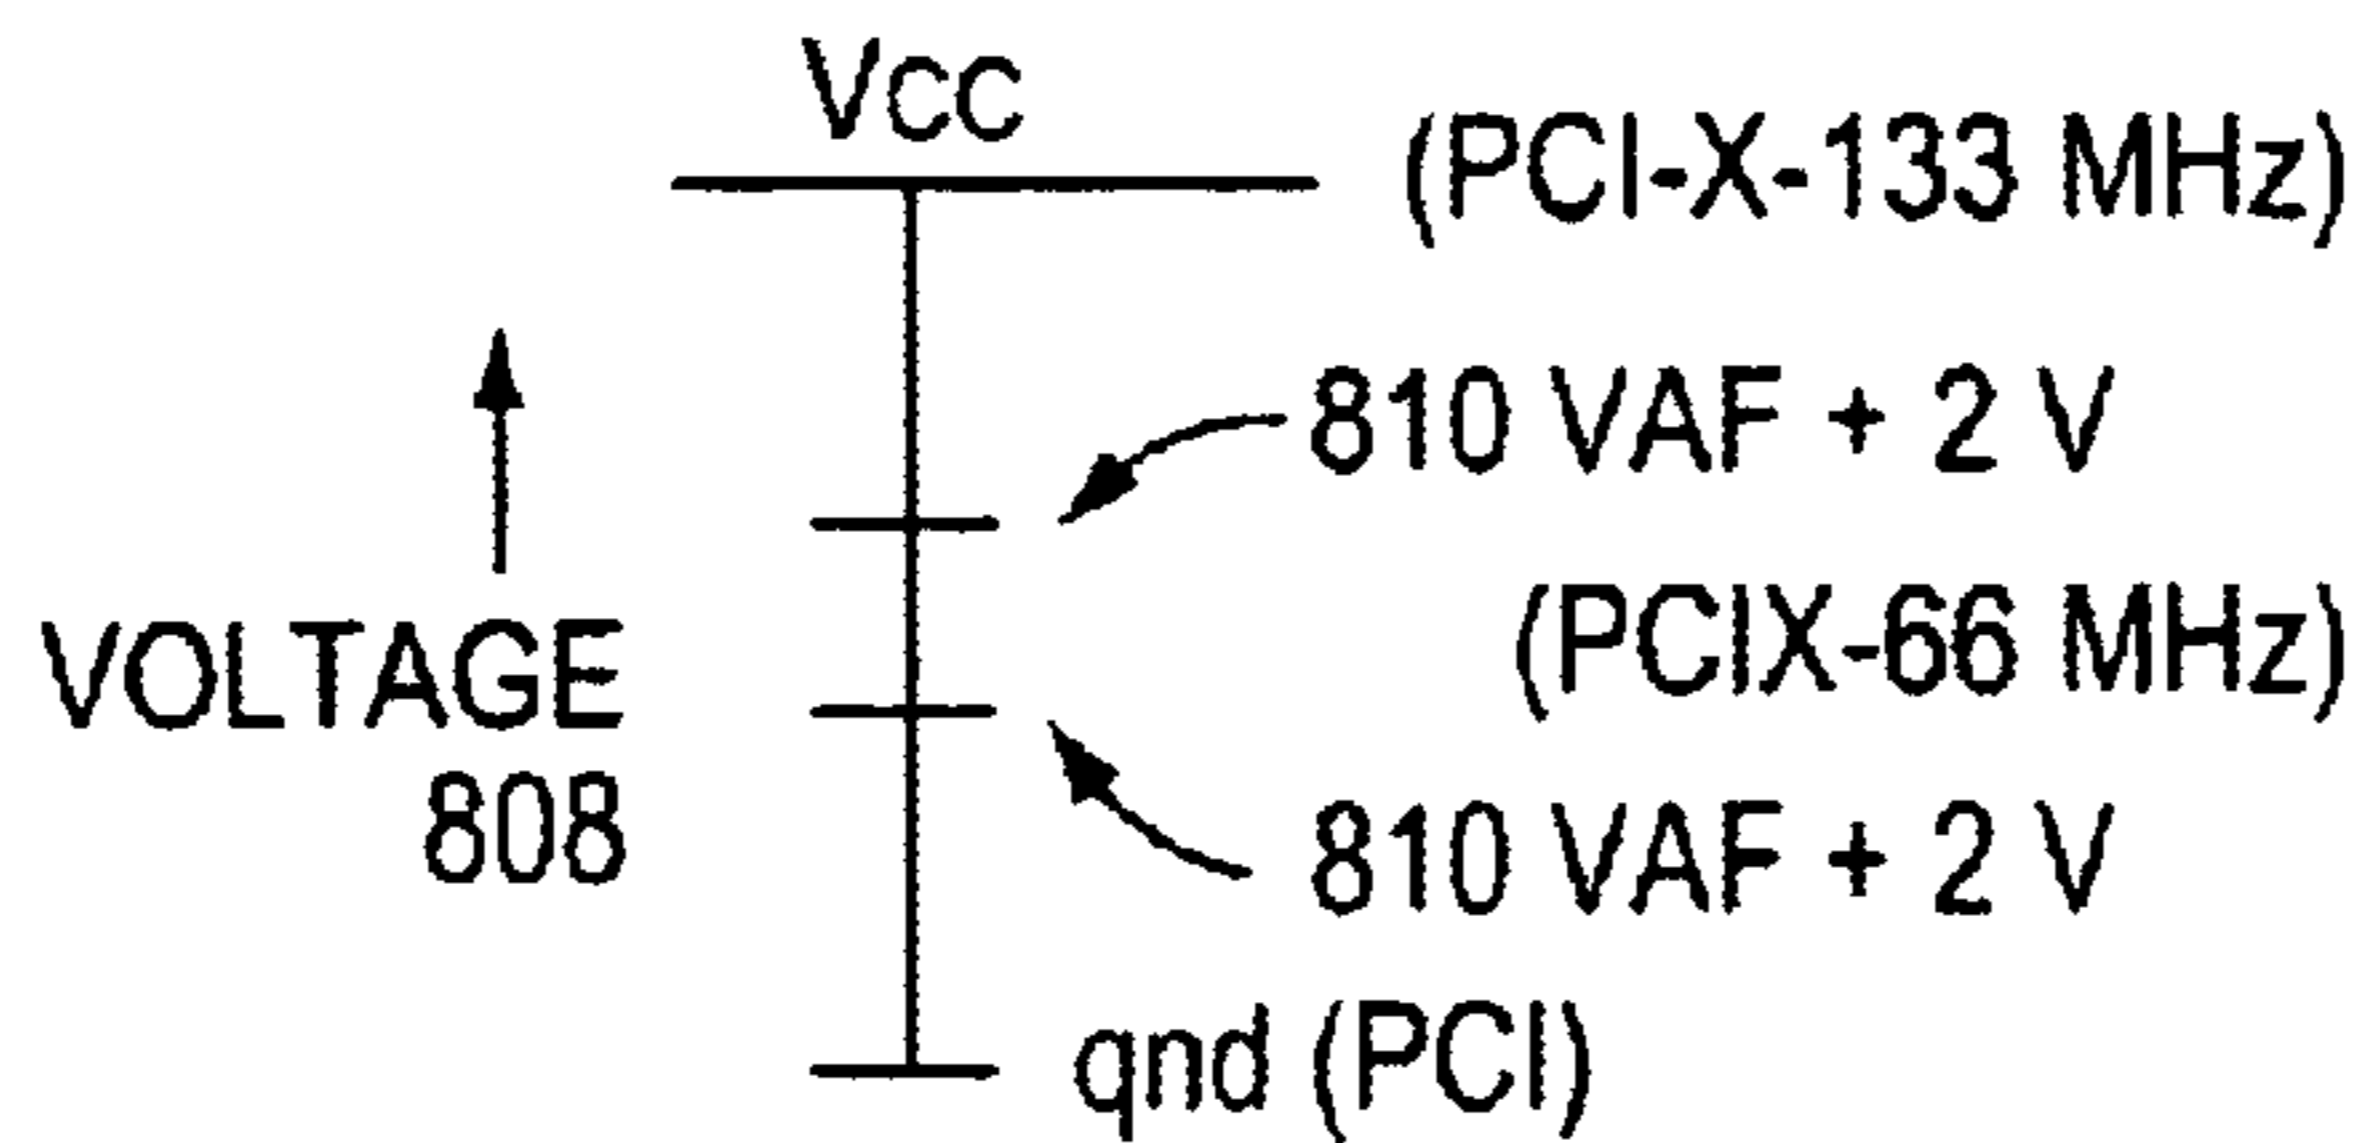 Vcc
(PCI-X-133 MHz)
810 VAF + 2 V
(PCIX-66 MHz)
VOLTAGE
808
810 VAF + 2 V
qnd (PCI)